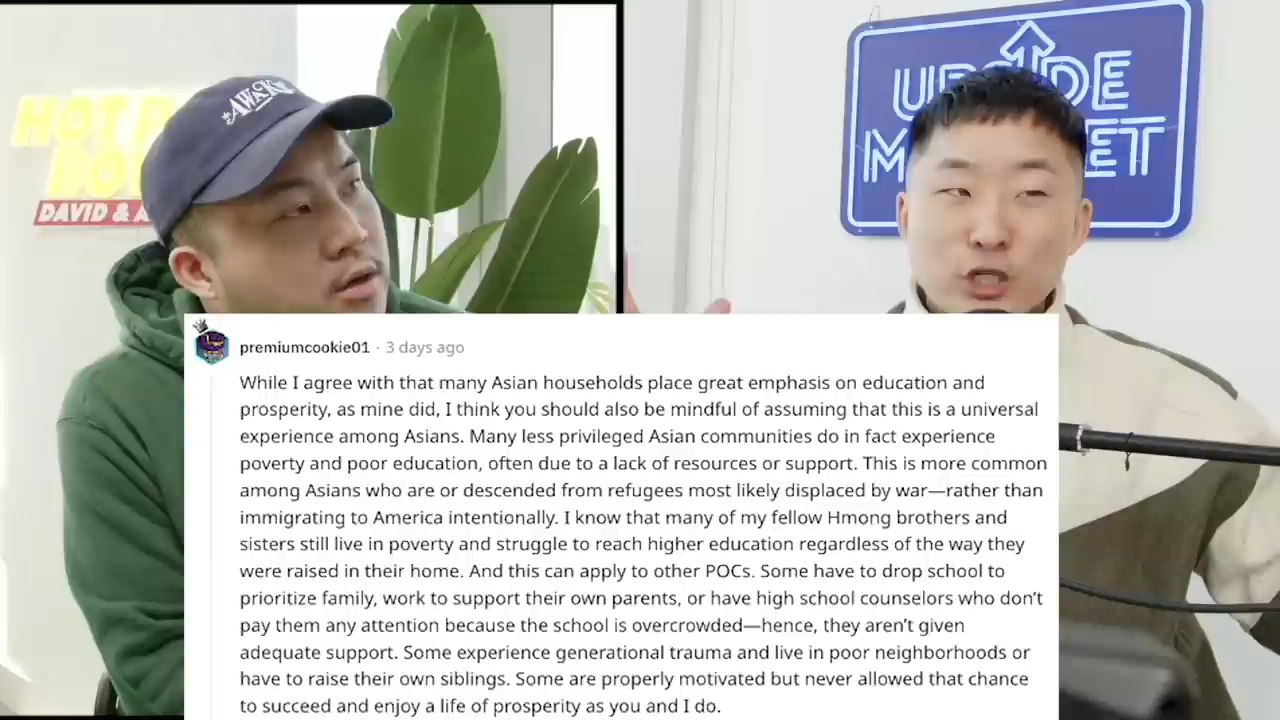 AWAKE
HOT P
BO
DAVID & A
UP DE
M ET
premiumcookie01 · 3 days ago
While I agree with that many Asian households place great emphasis on education and
prosperity, as mine did, I think you should also be mindful of assuming that this is a universal
experience among Asians. Many less privileged Asian communities do in fact experience
poverty and poor education, often due to a lack of resources or support. This is more common
among Asians who are or descended from refugees most likely displaced by war—rather than
immigrating to America intentionally. I know that many of my fellow Hmong brothers and
sisters still live in poverty and struggle to reach higher education regardless of the way they
were raised in their home. And this can apply to other POCs. Some have to drop school to
prioritize family, work to support their own parents, or have high school counselors who don’t
pay them any attention because the school is overcrowded—hence, they aren’t given
adequate support. Some experience generational trauma and live in poor neighborhoods or
have to raise their own siblings. Some are properly motivated but never allowed that chance
to succeed and enjoy a life of prosperity as you and I do.